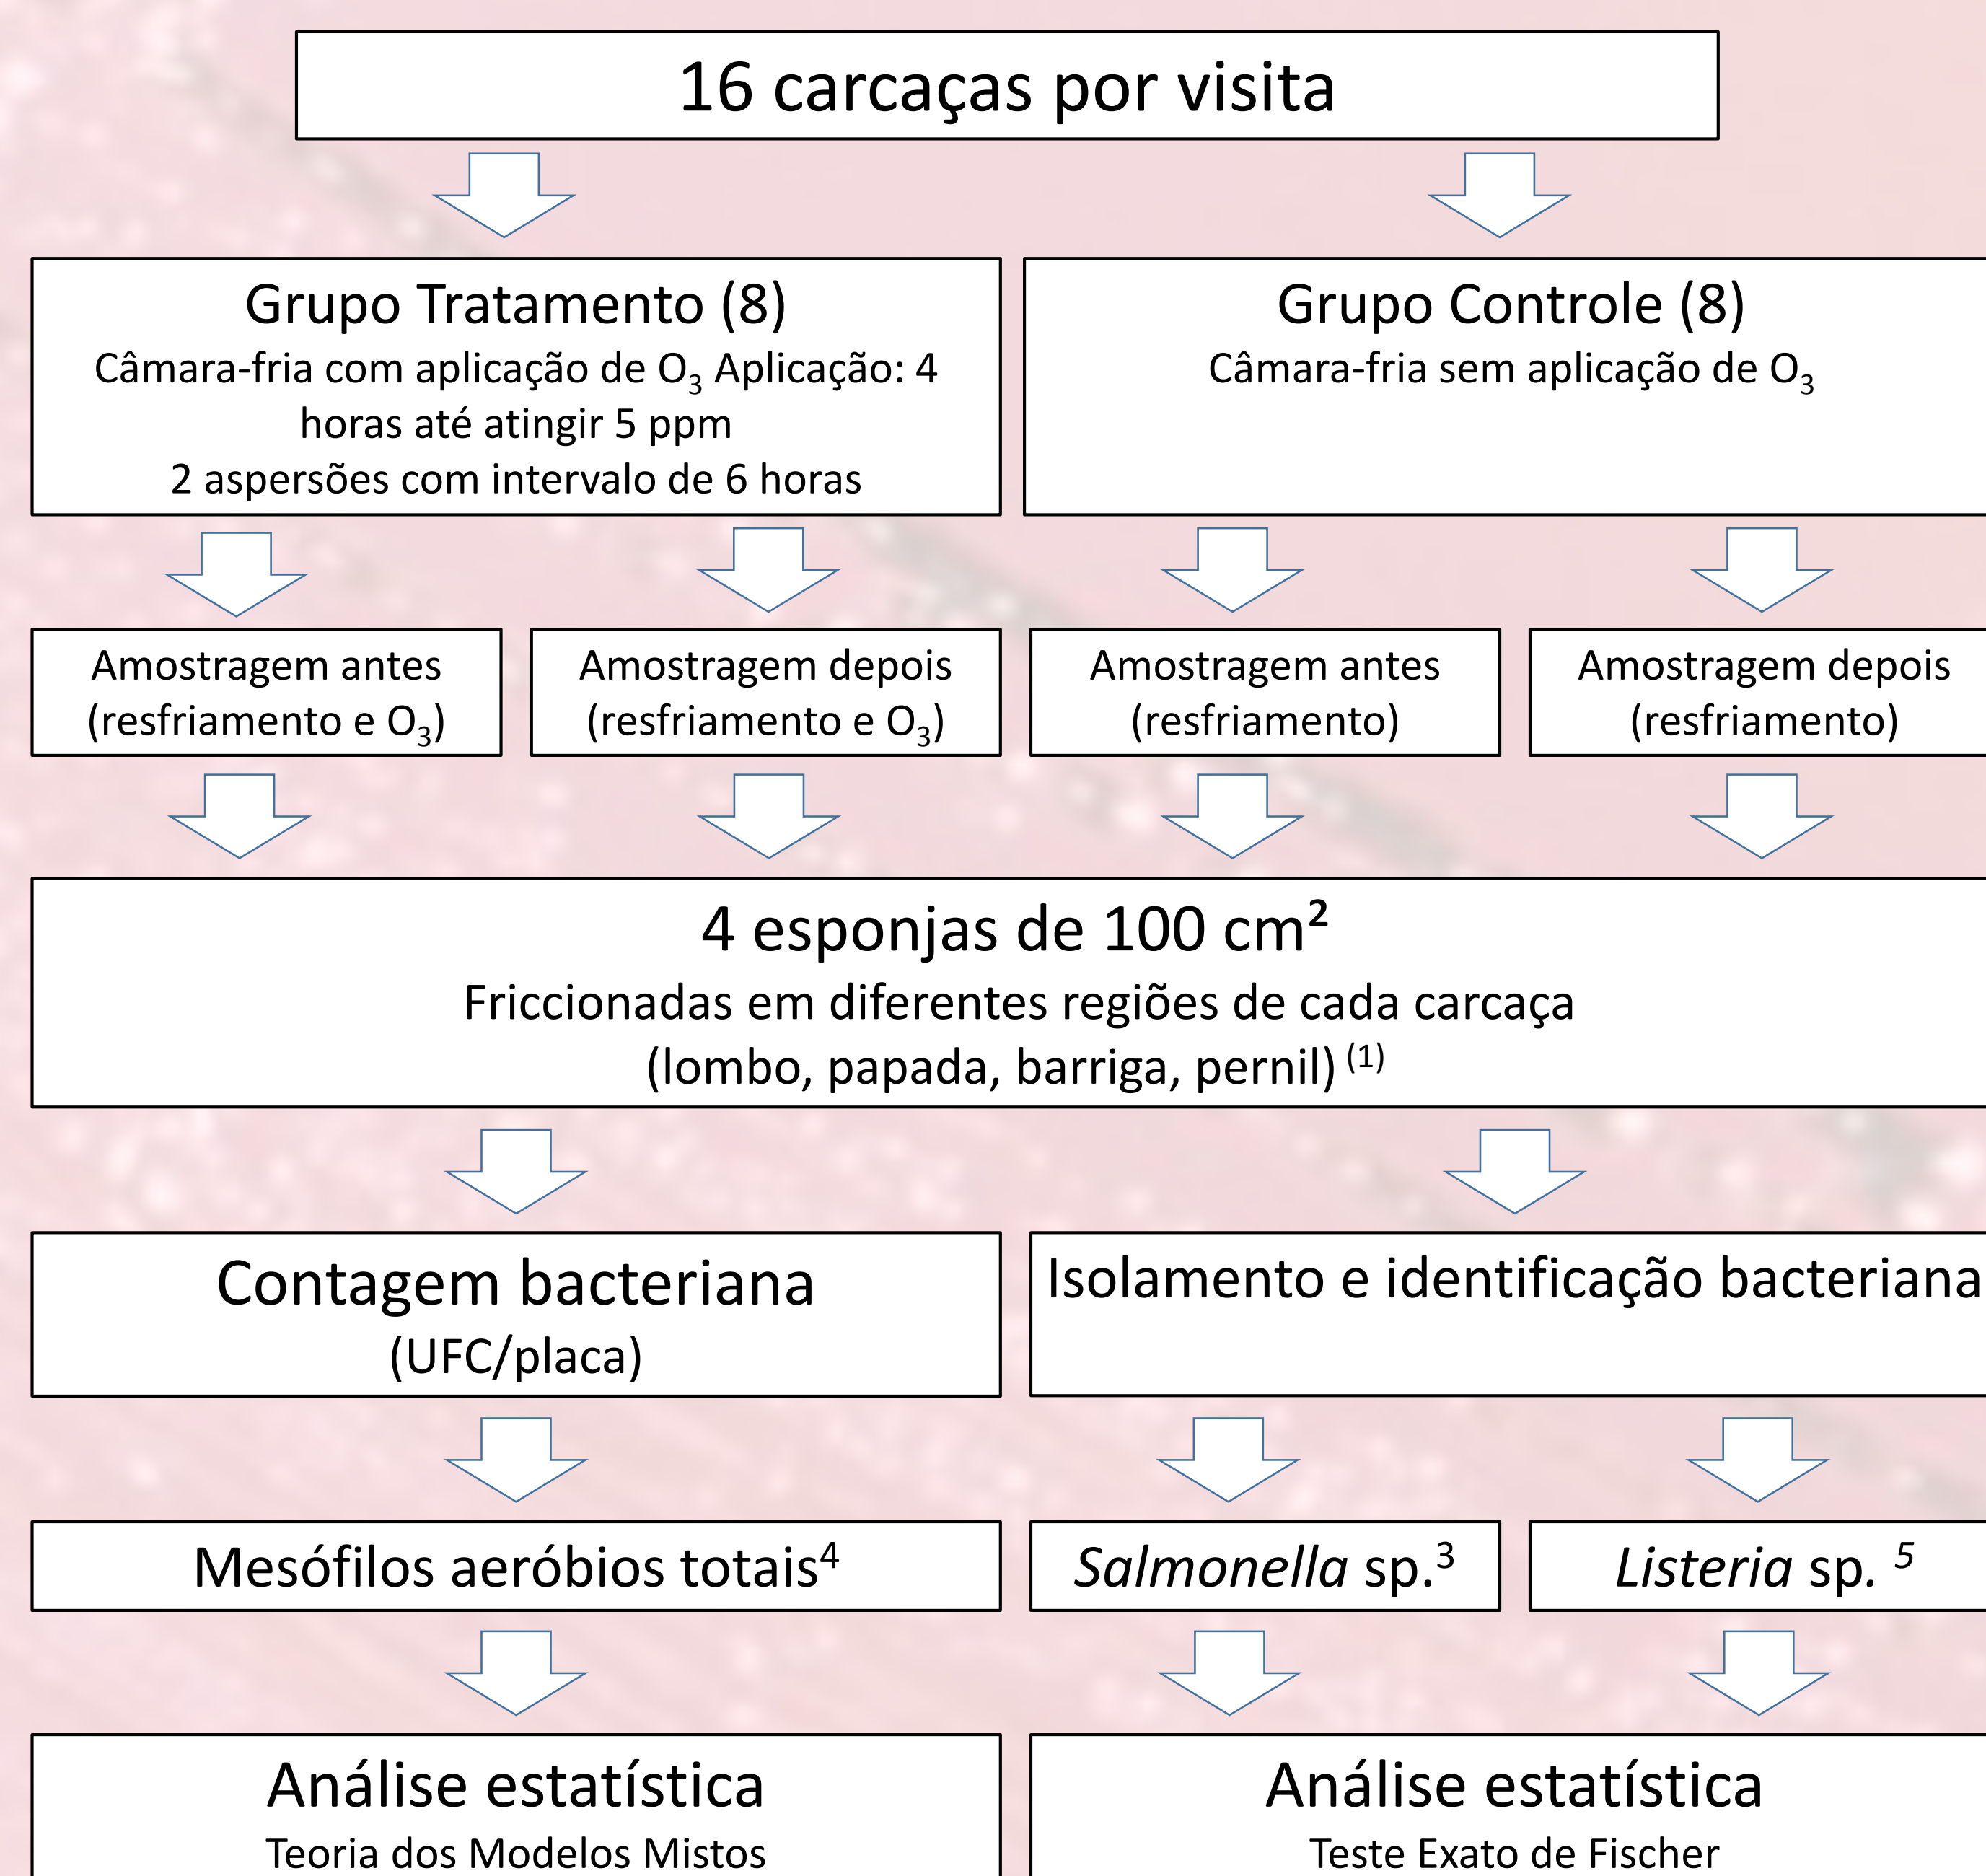 16 carcaças por visita
Grupo Tratamento (8)
Câmara-fria com aplicação de O₃ Aplicação: 4
horas até atingir 5 ppm
2 aspersões com intervalo de 6 horas
Grupo Controle (8)
Câmara-fria sem aplicação de O₃
Amostragem antes
(resfriamento e O₃)
Amostragem depois
(resfriamento e O₃)
Amostragem antes
(resfriamento)
Amostragem depois
(resfriamento)
4 esponjas de 100 cm²
Friccionadas em diferentes regiões de cada carcaça
(lombo, papada, barriga, pernil) ⁽¹⁾
Contagem bacteriana
(UFC/placa)
Isolamento e identificação bacteriana
Mesófilos aeróbios totais⁴
Salmonella sp.³
Listeria sp. ⁵
Análise estatística
Teoria dos Modelos Mistos
Análise estatística
Teste Exato de Fischer